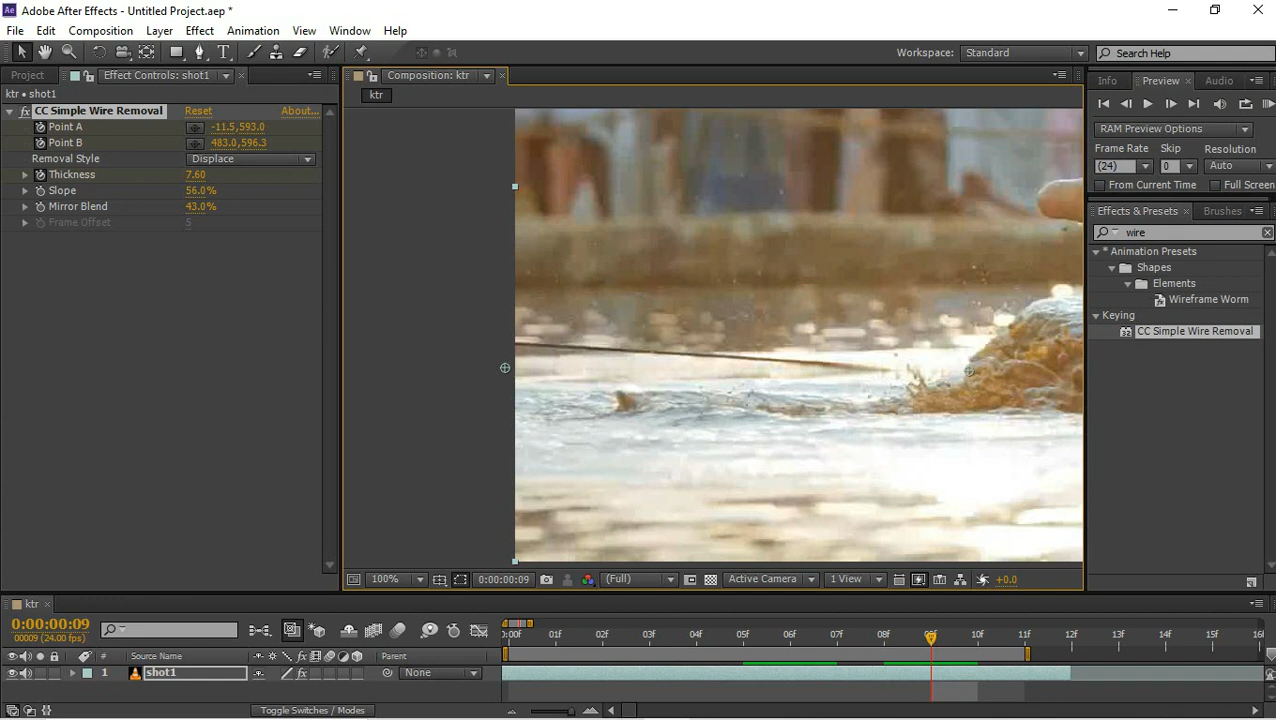 Adobe After Effects - Untitled Project.aep *
File Edit Composition Layer Effect Animation View Window Help
Workspace: Standard Search Help
Project Effect Controls: shot1
ktr • shot1
CC Simple Wire Removal Reset About...
Point A -11.5,593.0
Point B 483.0,596.3
Removal Style Displace
Thickness 7.60
Slope 56.0%
Mirror Blend 43.0%
Frame Offset 5
Composition: ktr
ktr
100% 0:00:00:09 (Full) Active Camera 1 View +0.0
Info Preview Audio
RAM Preview Options
Frame Rate Skip Resolution
(24) 0 Auto
From Current Time Full Screen
Effects & Presets Brushes
wire
* Animation Presets
Shapes
Elements
Wireframe Worm
Keying
CC Simple Wire Removal
ktr
0:00:00:09
00009 (24.00 fps)
:00f 01f 02f 03f 04f 05f 06f 07f 08f 09f 10f 11f 12f 13f 14f 15f 16f
# Source Name Parent
1 shot1 None
Toggle Switches / Modes